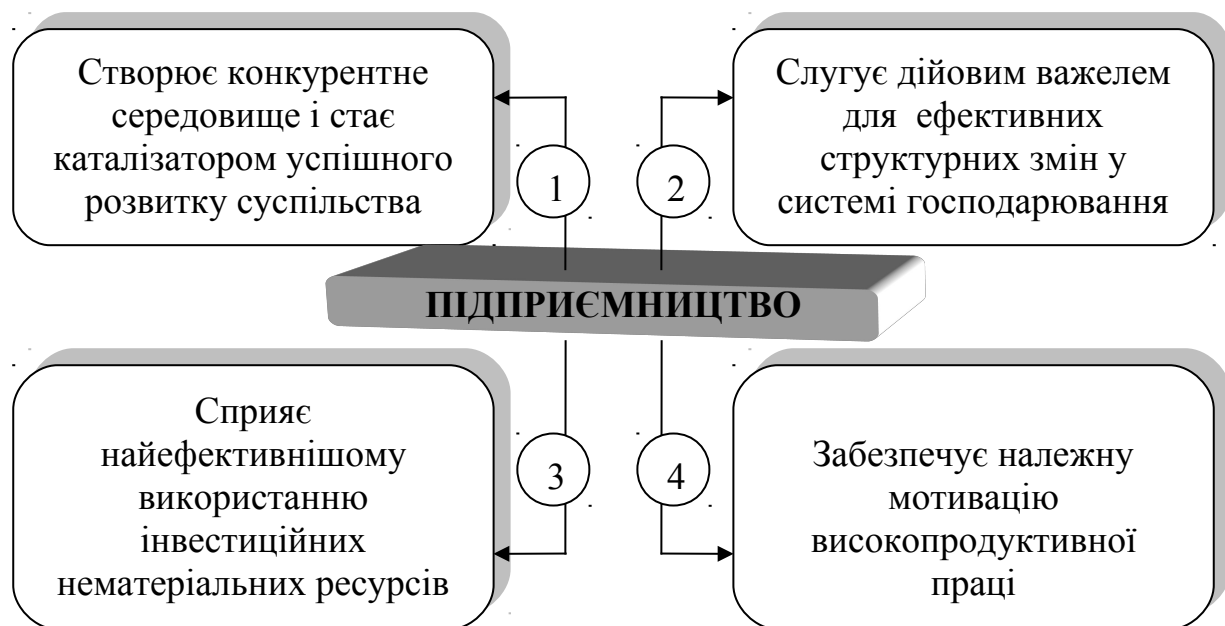 Створює конкурентне
середовище і стає
каталізатором успішного
розвитку суспільства
1
2
Слугує дійовим важелем
для ефективних
структурних змін у
системі господарювання
ПІДПРИЄМНИЦТВО
Сприяє
найефективнішому
використанню
інвестиційних
нематеріальних ресурсів
3
4
Забезпечує належну
мотивацію
високопродуктивної
праці